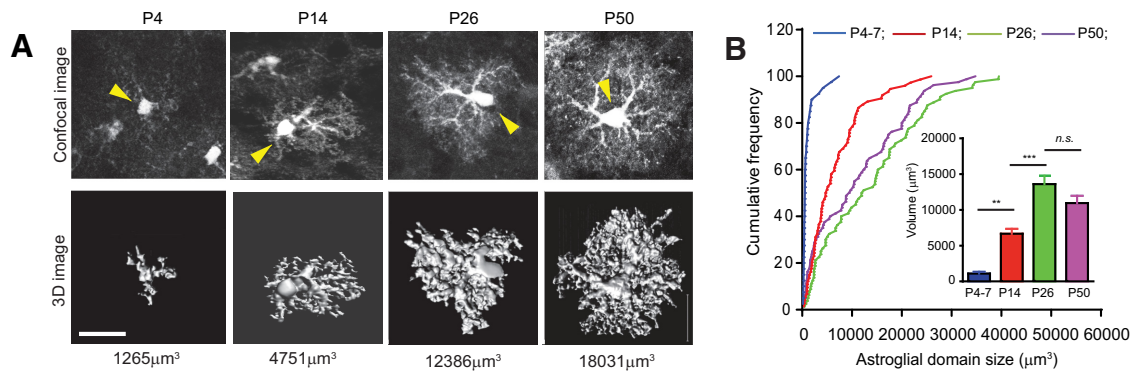 A
P4 P14 P26 P50
Confocal image
3D image
1265μm³ 4751μm³ 12386μm³ 18031μm³
B
P4-7; P14; P26; P50;
Cumulative frequency
120
100
80
60
40
20
0
0 10000 20000 30000 40000 50000 60000
Astroglial domain size (μm³)
Volume (μm³)
20000
15000
10000
5000
0
** *** n.s.
P4-7 P14 P26 P50